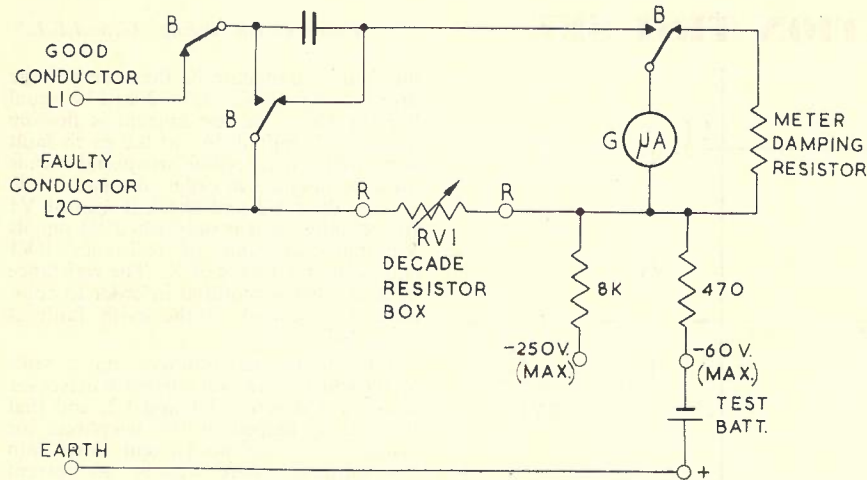 B
B
GOOD
CONDUCTOR
L1
B
G
μA
METER
DAMPING
RESISTOR
FAULTY
CONDUCTOR
L2
R
R
RV1
DECADE
RESISTOR
BOX
8K
470
-250V.
(MAX.)
-60V.
(MAX.)
TEST
BATT.
EARTH
+